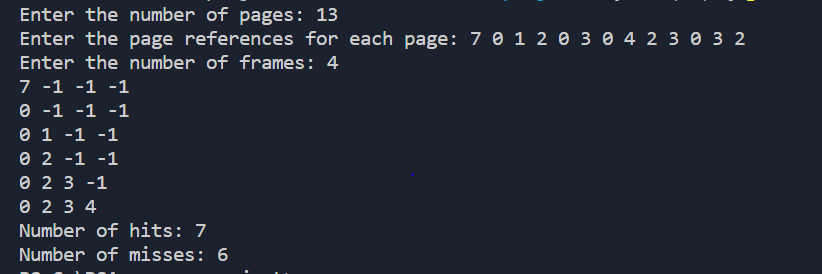 Enter the number of pages: 13
Enter the page references for each page: 7 0 1 2 0 3 0 4 2 3 0 3 2
Enter the number of frames: 4
7 -1 -1 -1
0 -1 -1 -1
0 1 -1 -1
0 2 -1 -1
0 2 3 -1
0 2 3 4
Number of hits: 7
Number of misses: 6